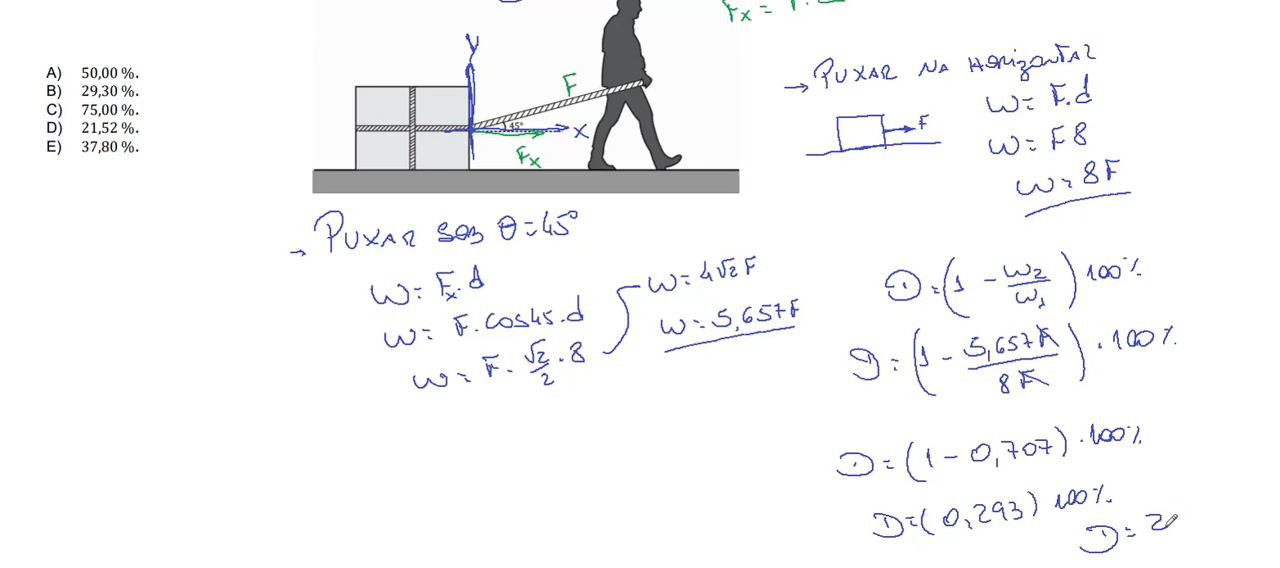 Fx = F.
A) 50,00 %.
B) 29,30 %.
C) 75,00 %.
D) 21,52 %.
E) 37,80 %.
y
F
45°
x
Fx
→ PUXAR NA HORIZONTAL
F
W = F.d
W = F 8
W = 8F
→ PUXAR SOB θ = 45°
W = Fx.d
W = F. COS45.d
W = F. √2/2 . 8
W = 4√2 F
W = 5,657F
D = (1 - W2/W1) 100%
D = (1 - 5,657F/8F) . 100%
D = (1 - 0,707) . 100%
D = (0,293) 100%
D = 2